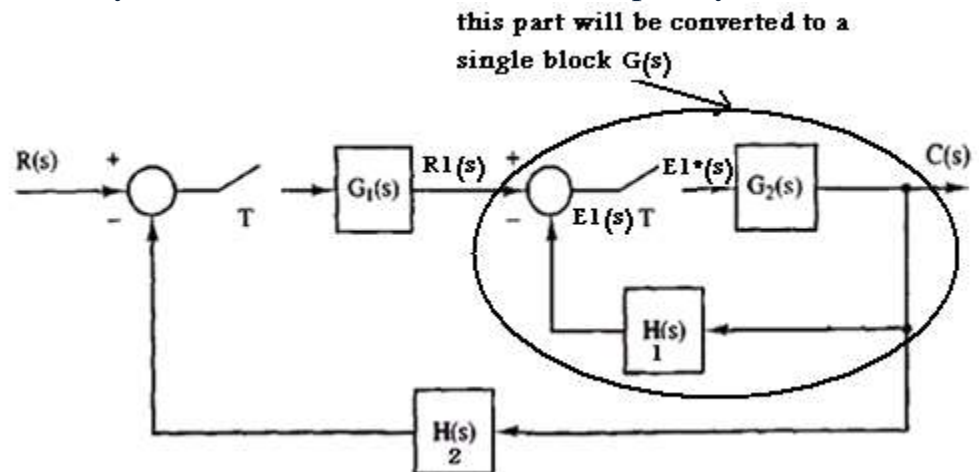 this part will be converted to a
single block G(s)
R(s) + R1(s) + E1*(s) C(s)
G₁(s) G₂(s)
− T − E1(s) T
H(s)
1
H(s)
2